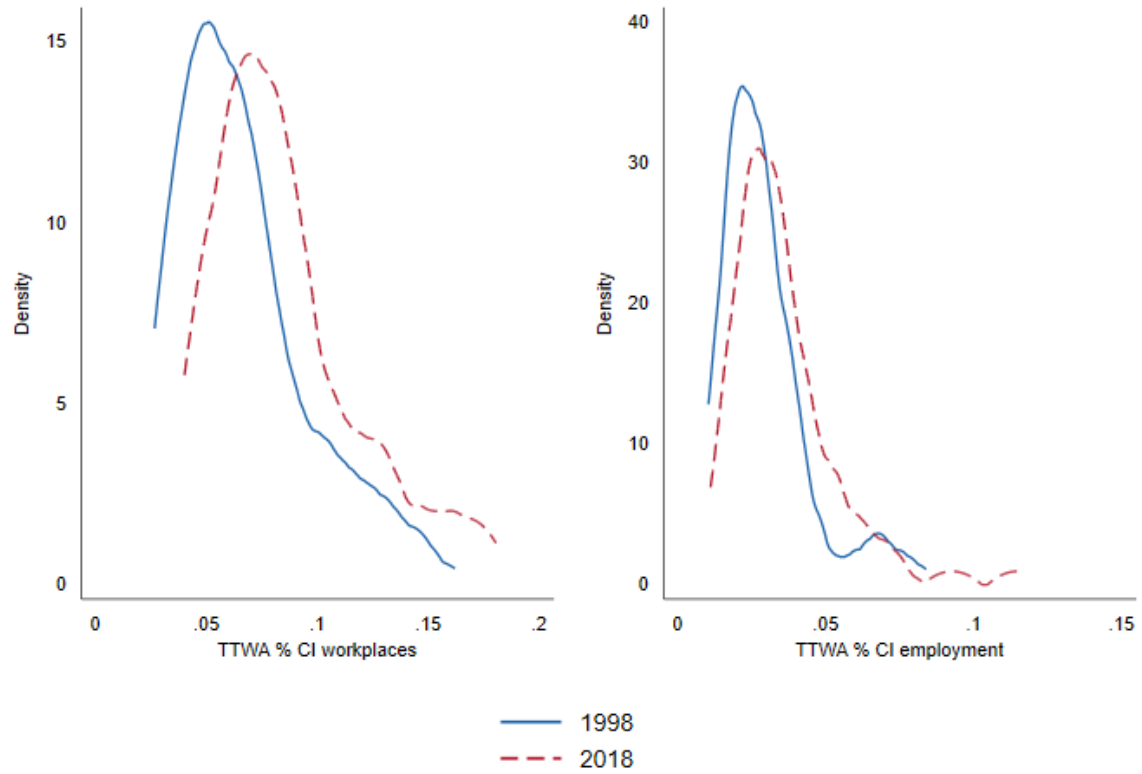 15
10
5
0
Density
0 .05 .1 .15 .2
TTWA % CI workplaces
40
30
20
10
0
Density
0 .05 .1 .15
TTWA % CI employment
1998
2018